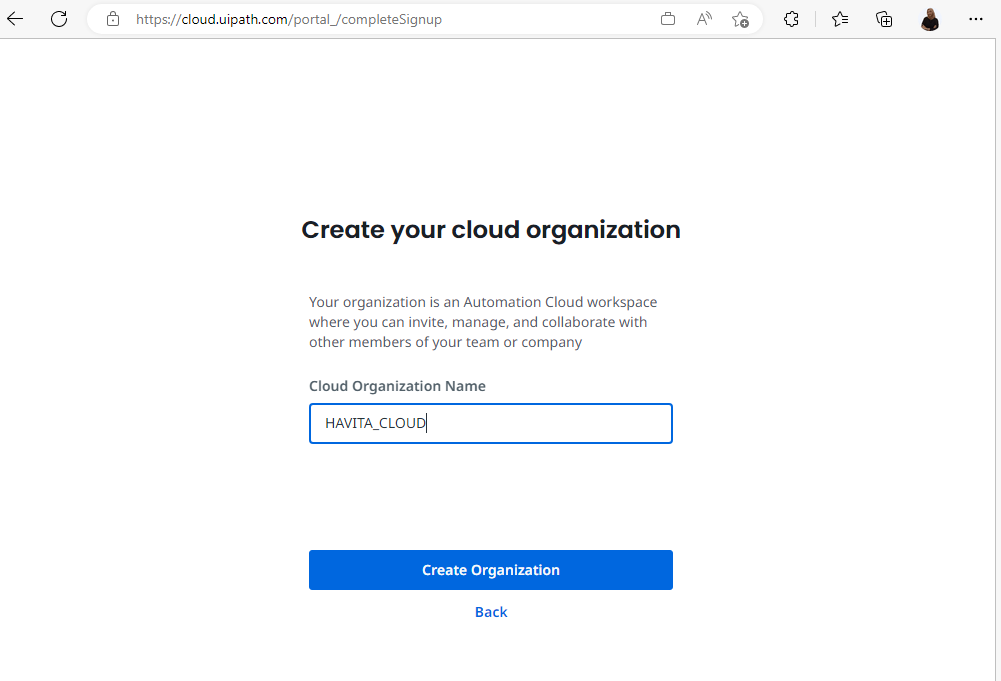 https://cloud.uipath.com/portal_/completeSignup
Create your cloud organization
Your organization is an Automation Cloud workspace
where you can invite, manage, and collaborate with
other members of your team or company
Cloud Organization Name
HAVITA_CLOUD
Create Organization
Back